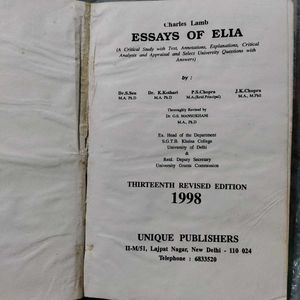 Charles Lamb
ESSAYS OF ELIA
(A Critical Study with Text, Annotations, Explanations, Critical
Analysis and Appraisal and Select University Questions with
Answers)
by :
Dr.S.Sen Dr. K.Kothari P.S.Chopra J.K.Chopra
M.A. Ph.D M.A. Ph.D M.A.(Retd.Principal) M.A., M.Phil
Thoroughly Revised by
Dr. G.S. MANSUKHANI
M.A., Ph.D
Ex. Head of the Department
S.G.T.B. Khalsa College
University of Delhi
&
Retd. Deputy Secretary
University Grants Commission
THIRTEENTH REVISED EDITION
1998
UNIQUE PUBLISHERS
II-M/51, Lajpat Nagar, New Delhi - 110 024
Telephone : 6833520